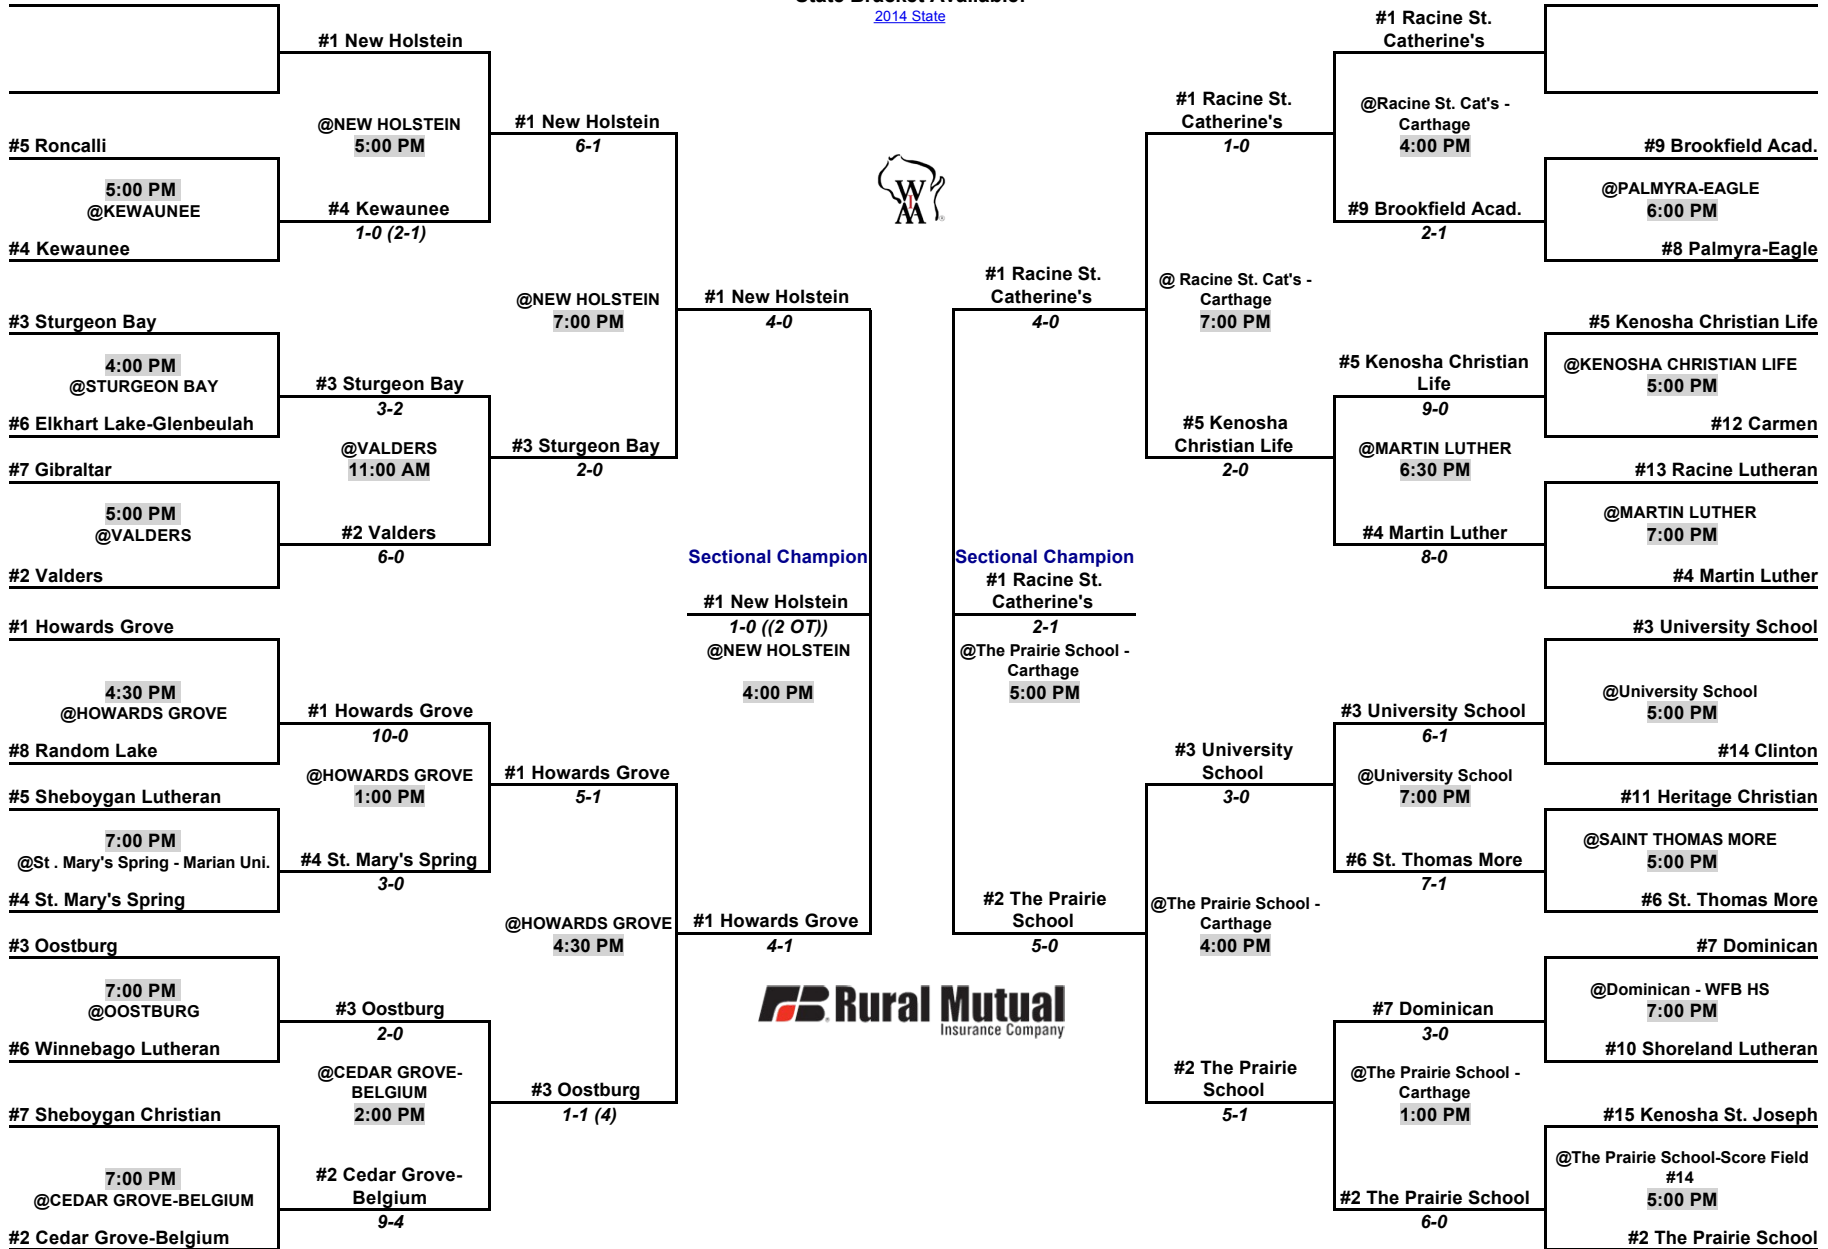 State Bracket Available:
2014 State
#1 New Holstein
@NEW HOLSTEIN
5:00 PM
#1 New Holstein
6-1
#5 Roncalli
5:00 PM
@KEWAUNEE
#4 Kewaunee
#4 Kewaunee
1-0 (2-1)
@NEW HOLSTEIN
7:00 PM
#1 New Holstein
4-0
#3 Sturgeon Bay
4:00 PM
@STURGEON BAY
#6 Elkhart Lake-Glenbeulah
#3 Sturgeon Bay
3-2
@VALDERS
11:00 AM
#3 Sturgeon Bay
2-0
#7 Gibraltar
5:00 PM
@VALDERS
#2 Valders
#2 Valders
6-0
Sectional Champion
#1 New Holstein
1-0 ((2 OT))
@NEW HOLSTEIN
4:00 PM
#1 Howards Grove
4:30 PM
@HOWARDS GROVE
#8 Random Lake
#1 Howards Grove
10-0
@HOWARDS GROVE
1:00 PM
#1 Howards Grove
5-1
#5 Sheboygan Lutheran
7:00 PM
@St . Mary's Spring - Marian Uni.
#4 St. Mary's Spring
#4 St. Mary's Spring
3-0
@HOWARDS GROVE
4:30 PM
#1 Howards Grove
4-1
#3 Oostburg
7:00 PM
@OOSTBURG
#6 Winnebago Lutheran
#3 Oostburg
2-0
@CEDAR GROVE-
BELGIUM
2:00 PM
#3 Oostburg
1-1 (4)
#7 Sheboygan Christian
7:00 PM
@CEDAR GROVE-BELGIUM
#2 Cedar Grove-Belgium
#2 Cedar Grove-
Belgium
9-4
WIAA
FB Rural Mutual
Insurance Company
#1 Racine St.
Catherine's
@Racine St. Cat's -
Carthage
4:00 PM
#1 Racine St.
Catherine's
1-0
#9 Brookfield Acad.
@PALMYRA-EAGLE
6:00 PM
#8 Palmyra-Eagle
#9 Brookfield Acad.
2-1
@ Racine St. Cat's -
Carthage
7:00 PM
#1 Racine St.
Catherine's
4-0
#5 Kenosha Christian Life
@KENOSHA CHRISTIAN LIFE
5:00 PM
#12 Carmen
#5 Kenosha Christian
Life
9-0
@MARTIN LUTHER
6:30 PM
#5 Kenosha
Christian Life
2-0
#13 Racine Lutheran
@MARTIN LUTHER
7:00 PM
#4 Martin Luther
#4 Martin Luther
8-0
Sectional Champion
#1 Racine St.
Catherine's
2-1
@The Prairie School -
Carthage
5:00 PM
#3 University School
@University School
5:00 PM
#14 Clinton
#3 University School
6-1
@University School
7:00 PM
#3 University
School
3-0
#11 Heritage Christian
@SAINT THOMAS MORE
5:00 PM
#6 St. Thomas More
#6 St. Thomas More
7-1
@The Prairie School -
Carthage
4:00 PM
#2 The Prairie
School
5-0
#7 Dominican
@Dominican - WFB HS
7:00 PM
#10 Shoreland Lutheran
#7 Dominican
3-0
@The Prairie School -
Carthage
1:00 PM
#2 The Prairie
School
5-1
#15 Kenosha St. Joseph
@The Prairie School-Score Field
#14
5:00 PM
#2 The Prairie School
#2 The Prairie School
6-0